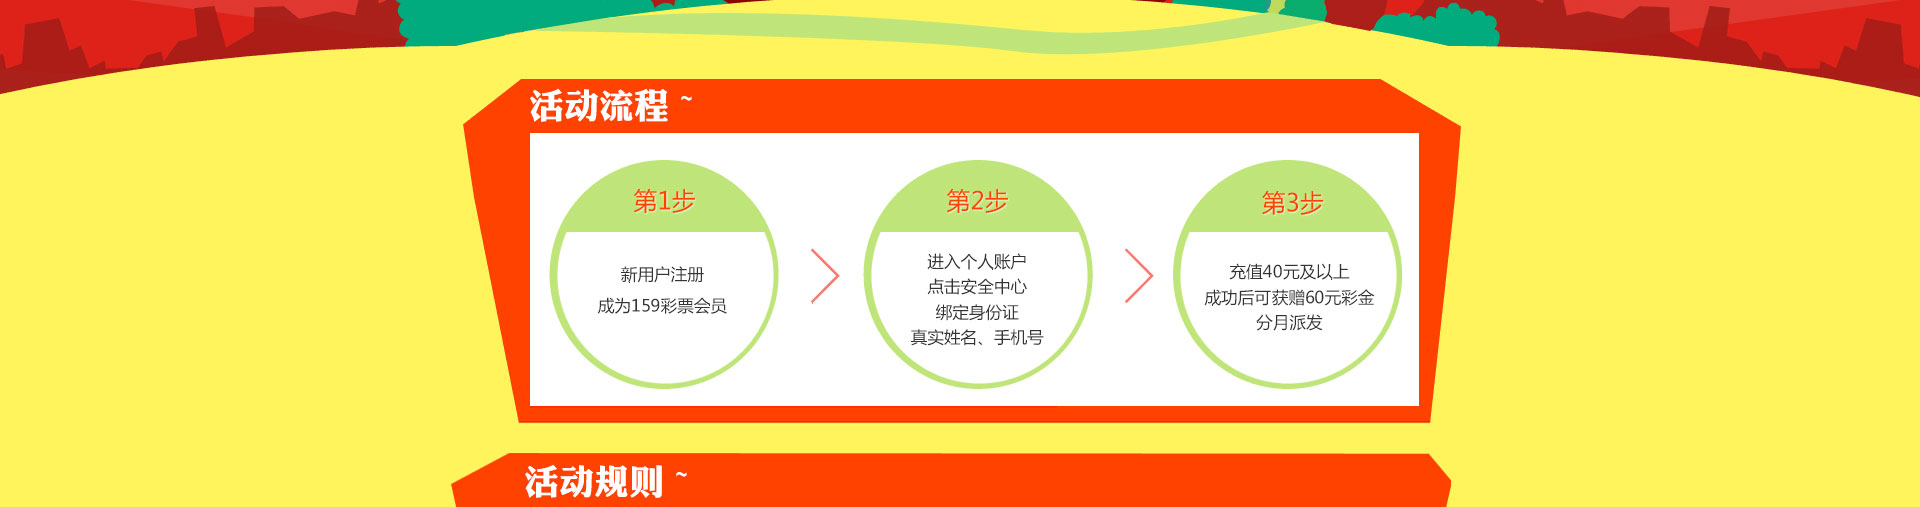 活动流程 ~
第1步
新用户注册
成为159彩票会员
第2步
进入个人账户
点击安全中心
绑定身份证
真实姓名、手机号
第3步
充值40元及以上
成功后可获赠60元彩金
分月派发
活动规则 ~